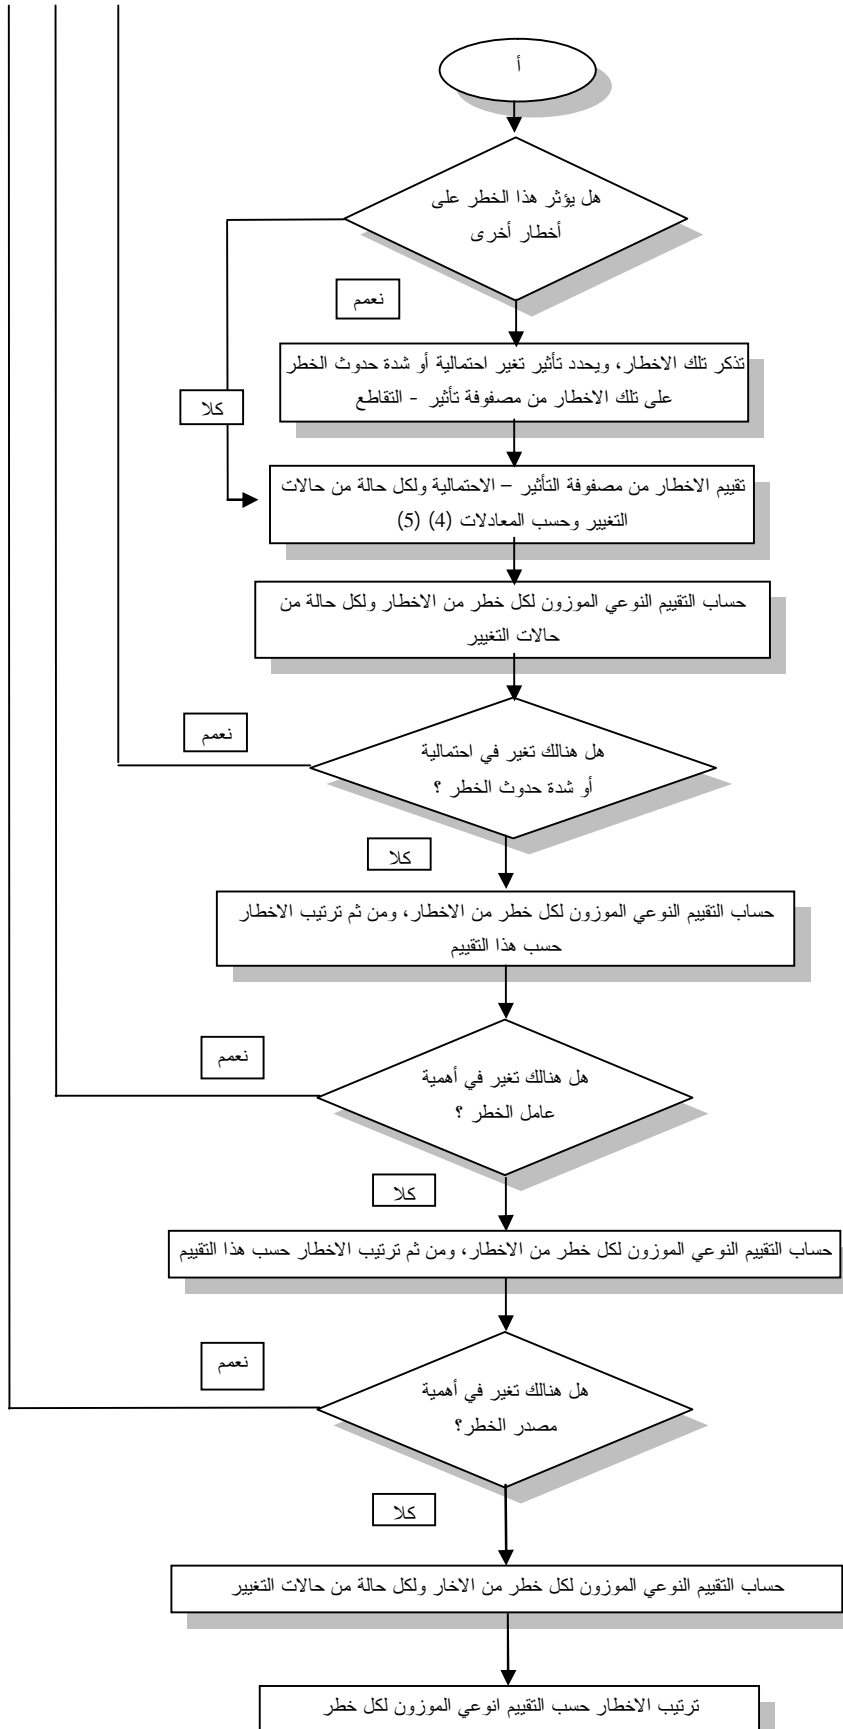 أ
هل يؤثر هذا الخطر على
أخطار أخرى
نعمم
تذكر تلك الاخطار، ويحدد تأثير تغير احتمالية أو شدة حدوث الخطر
على تلك الاخطار من مصفوفة تأثير - التقاطع
كلا
تقييم الاخطار من مصفوفة التأثير – الاحتمالية ولكل حالة من حالات
التغيير وحسب المعادلات (4) (5)
حساب التقييم النوعي الموزون لكل خطر من الاخطار ولكل حالة من
حالات التغيير
نعمم
هل هنالك تغير في احتمالية
أو شدة حدوث الخطر ؟
كلا
حساب التقييم النوعي الموزون لكل خطر من الاخطار، ومن ثم ترتيب الاخطار
حسب هذا التقييم
نعمم
هل هنالك تغير في أهمية
عامل الخطر ؟
كلا
حساب التقييم النوعي الموزون لكل خطر من الاخطار، ومن ثم ترتيب الاخطار حسب هذا التقييم
نعمم
هل هنالك تغير في أهمية
مصدر الخطر؟
كلا
حساب التقييم النوعي الموزون لكل خطر من الاخار ولكل حالة من حالات التغيير
ترتيب الاخطار حسب التقييم انوعي الموزون لكل خطر